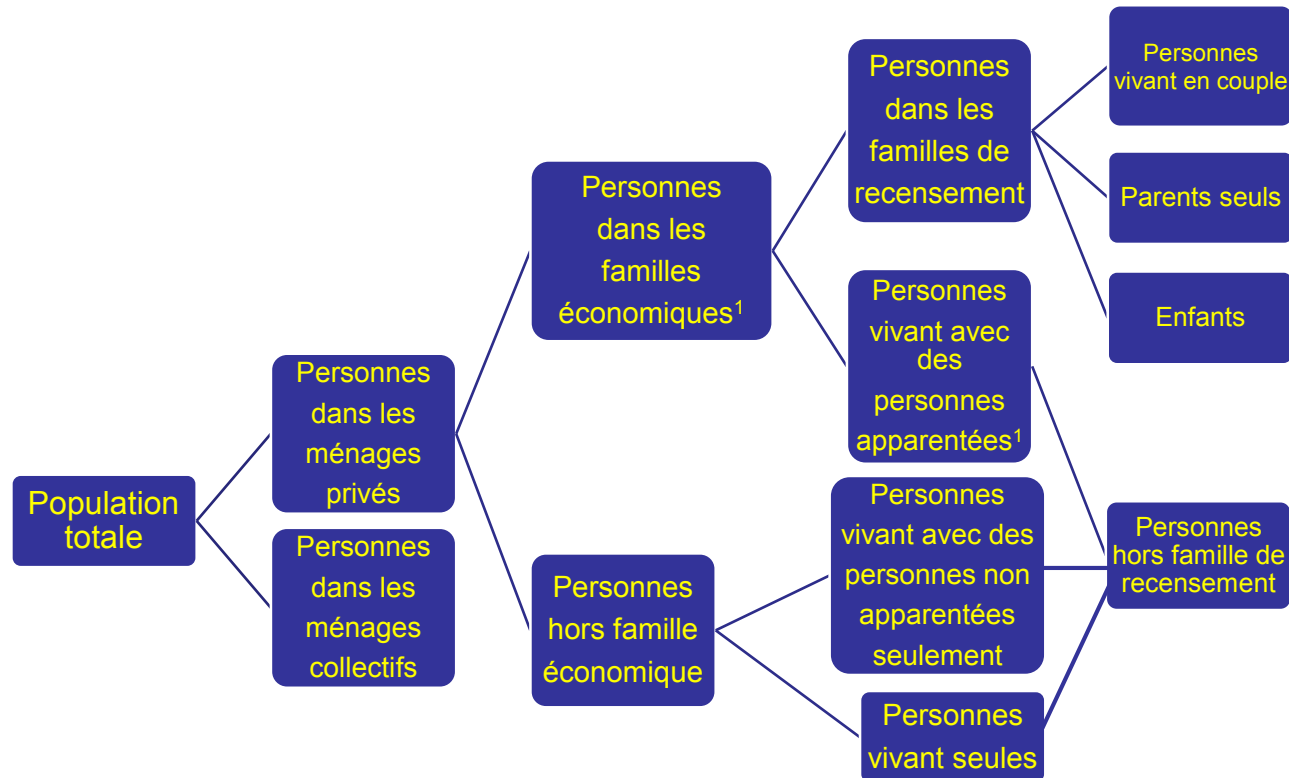 Population
totale
Personnes
dans les
ménages
privés
Personnes
dans les
ménages
collectifs
Personnes
dans les
familles
économiques¹
Personnes
hors famille
économique
Personnes
dans les
familles de
recensement
Personnes
vivant avec
des
personnes
apparentées¹
Personnes
vivant avec des
personnes non
apparentées
seulement
Personnes
vivant seules
Personnes
vivant en couple
Parents seuls
Enfants
Personnes
hors famille de
recensement